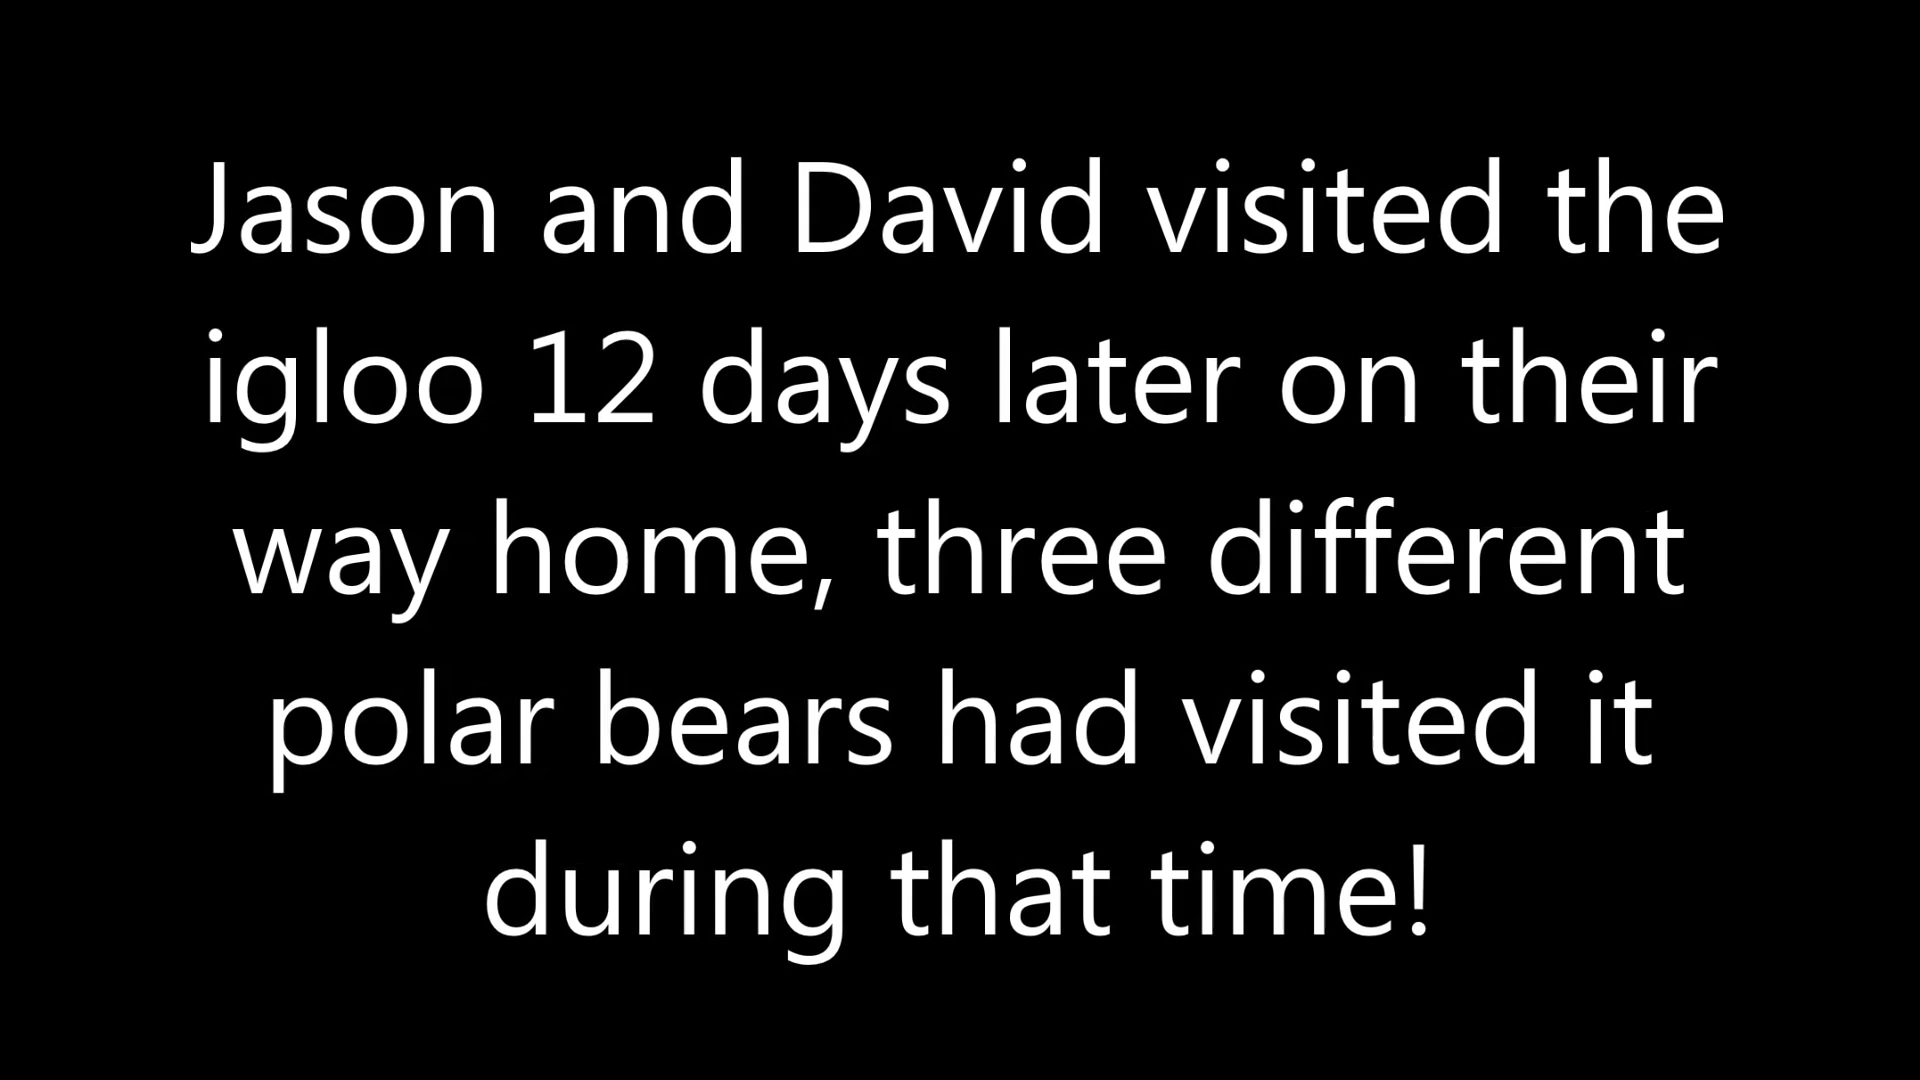 Jason and David visited the
igloo 12 days later on their
way home, three different
polar bears had visited it
during that time!